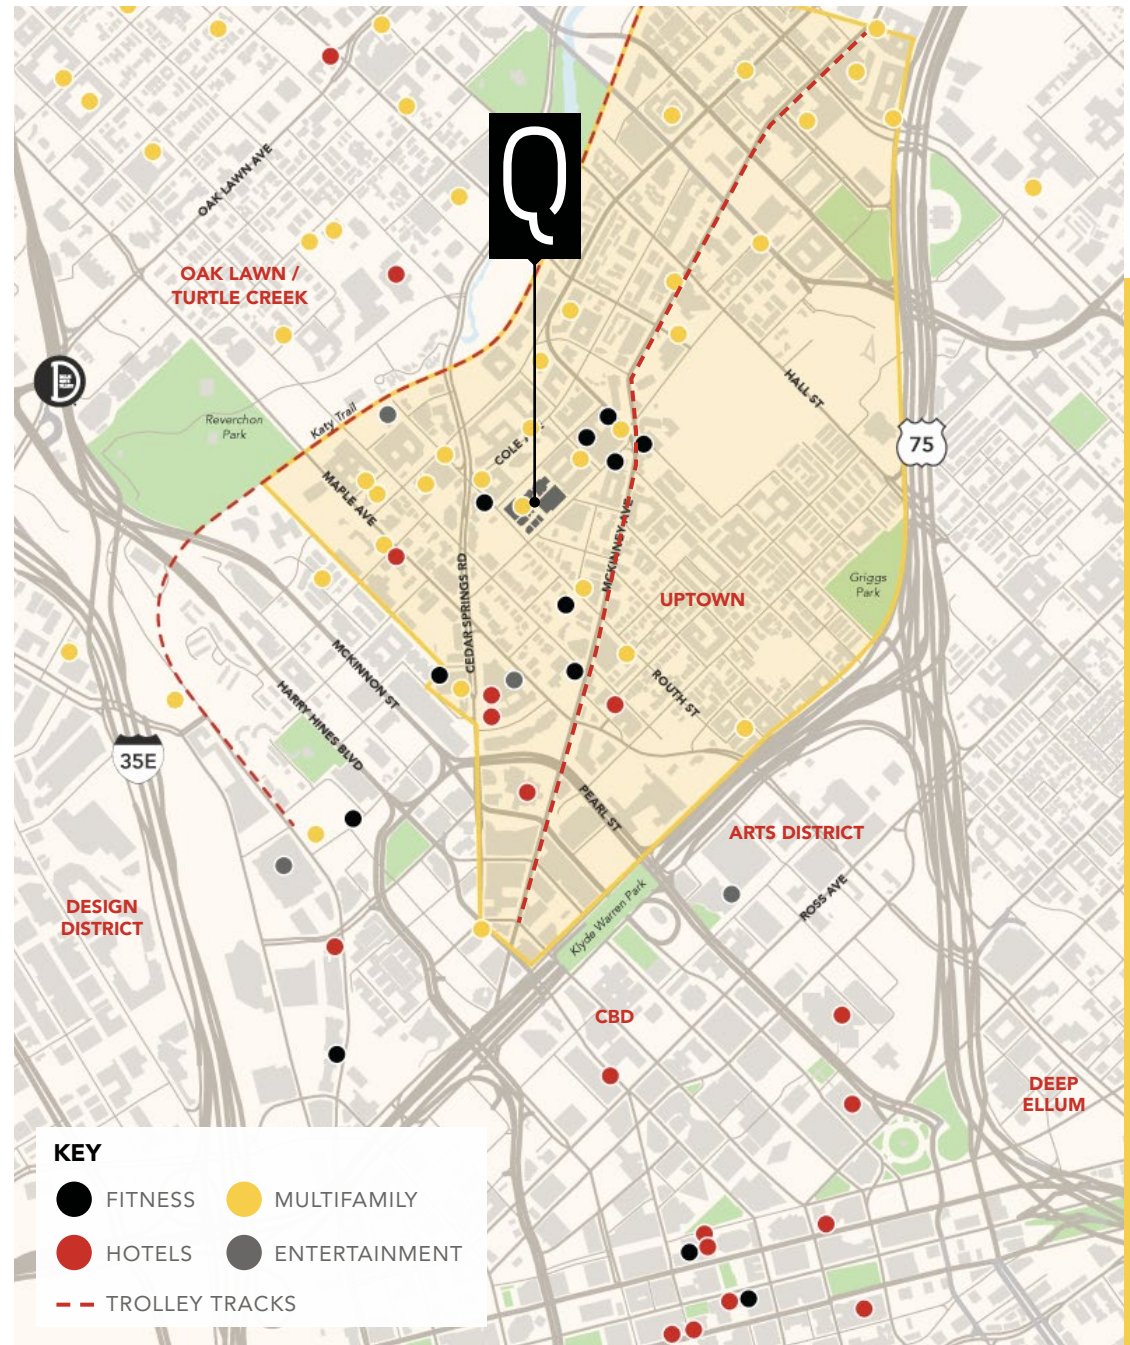 OAK LAWN AVE
Q
OAK LAWN /
TURTLE CREEK
HALL ST
Reverchon
Park
Katy Trail
75
COLE
MAPLE AVE
MCKINNEY AVE
Griggs
Park
UPTOWN
CEDAR SPRINGS RD
MCKINNON ST
ROUTH ST
HARRY HINES BLVD
35E
PEARL ST
ARTS DISTRICT
ROSS AVE
DESIGN
DISTRICT
Klyde Warren Park
CBD
DEEP
ELLUM
KEY
FITNESS
MULTIFAMILY
HOTELS
ENTERTAINMENT
TROLLEY TRACKS